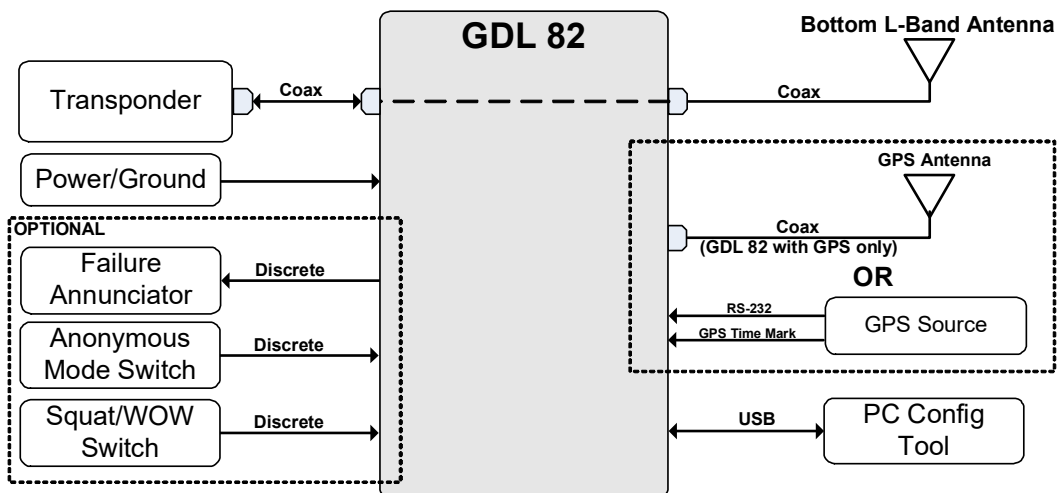 GDL 82
Bottom L-Band Antenna
Transponder
Coax
Coax
Power/Ground
GPS Antenna
OPTIONAL
Coax
(GDL 82 with GPS only)
Failure
Annunciator
Discrete
OR
RS-232
GPS Time Mark
GPS Source
Anonymous
Mode Switch
Discrete
Squat/WOW
Switch
Discrete
USB
PC Config
Tool